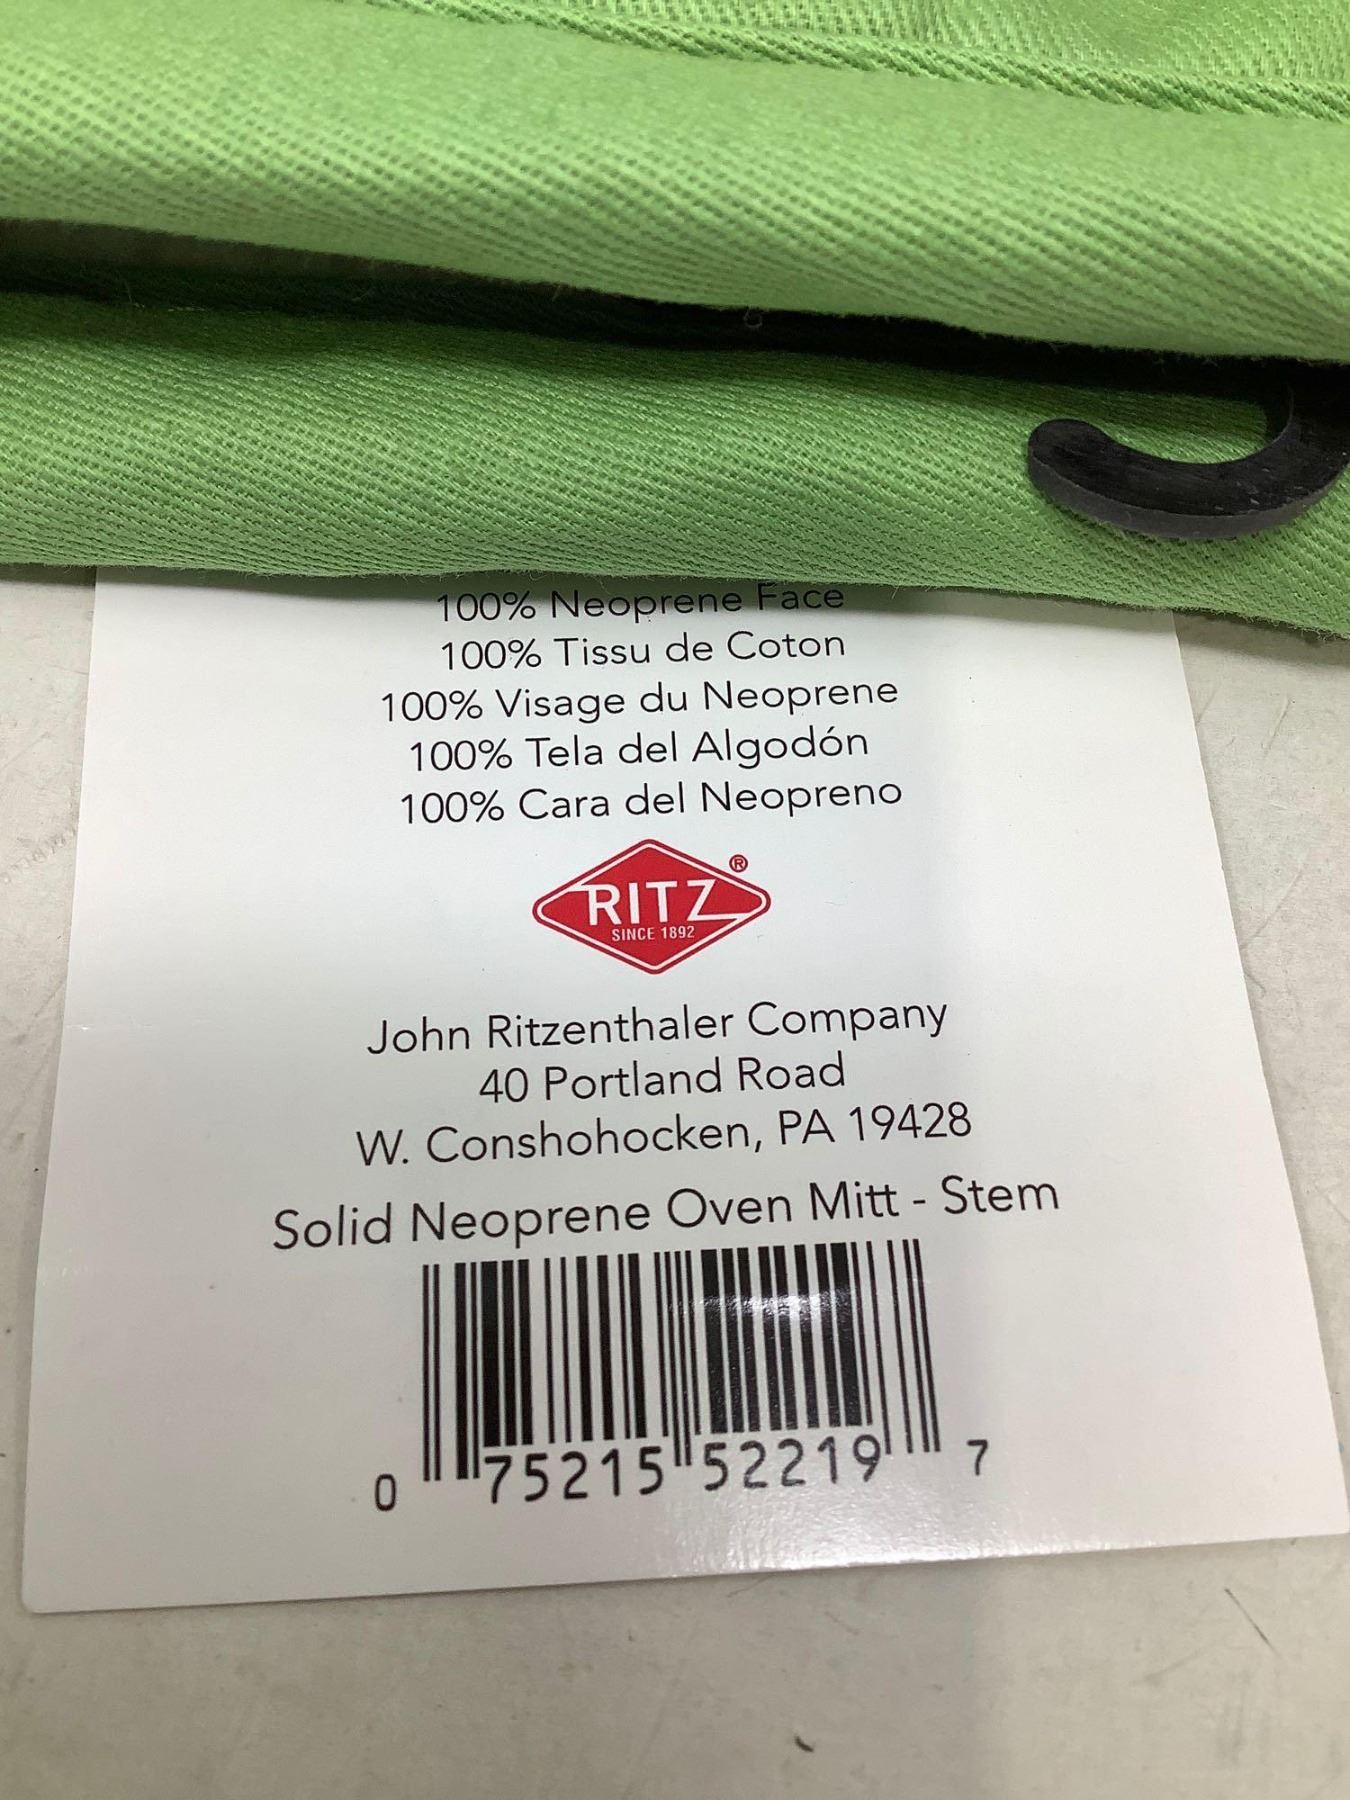 100% Neoprene Face
100% Tissu de Coton
100% Visage du Neoprene
100% Tela del Algodón
100% Cara del Neopreno
RITZ®
SINCE 1892
John Ritzenthaler Company
40 Portland Road
W. Conshohocken, PA 19428
Solid Neoprene Oven Mitt - Stem
0 75215 52219 7